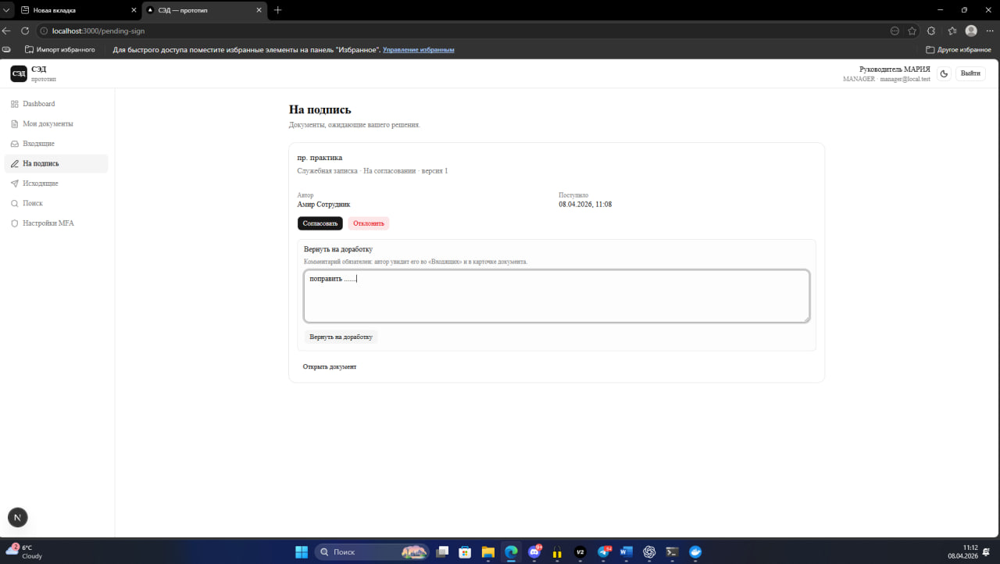 Новая вкладка
СЭД — прототип
localhost:3000/pending-sign
Импорт избранного
Для быстрого доступа поместите избранные элементы на панель "Избранное". Управление избранным
Другое избранное
СЭД
СЭД
прототип
Руководитель МАРИЯ
MANAGER · manager@local.test
Выйти
Dashboard
Мои документы
Входящие
На подпись
Исходящие
Поиск
Настройки MFA
На подпись
Документы, ожидающие вашего решения.
пр. практика
Служебная записка · На согласовании · версия 1
Автор
Амир Сотрудник
Поступило
08.04.2026, 11:08
Согласовать
Отклонить
Вернуть на доработку
Комментарий обязателен: автор увидит его во «Входящих» и в карточке документа.
поправить .......
Вернуть на доработку
Открыть документ
N
2
6°C
Cloudy
Поиск
V2
11:12
08.04.2026